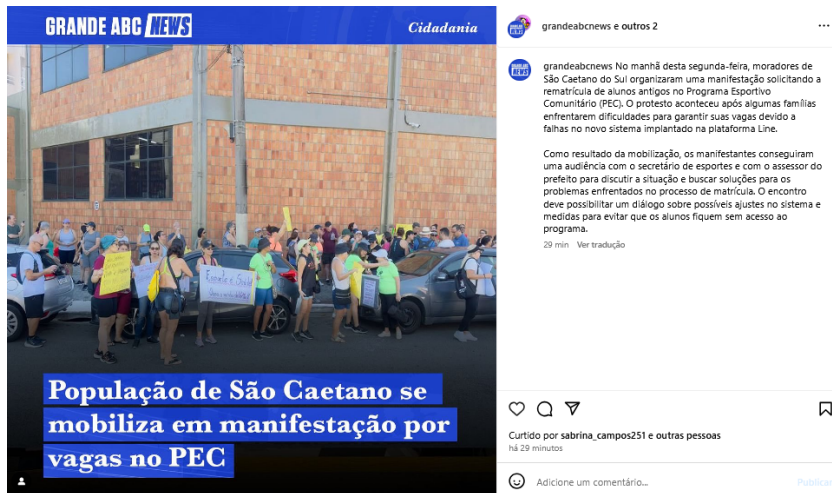 GRANDE ABC NEWS
Cidadania
População de São Caetano se
mobiliza em manifestação por
vagas no PEC
grandeabcnews e outros 2
grandeabcnews No manhã desta segunda-feira, moradores de
São Caetano do Sul organizaram uma manifestação solicitando a
rematrícula de alunos antigos no Programa Esportivo
Comunitário (PEC). O protesto aconteceu após algumas famílias
enfrentarem dificuldades para garantir suas vagas devido a
falhas no novo sistema implantado na plataforma Line.
Como resultado da mobilização, os manifestantes conseguiram
uma audiência com o secretário de esportes e com o assessor do
prefeito para discutir a situação e buscar soluções para os
problemas enfrentados no processo de matrícula. O encontro
deve possibilitar um diálogo sobre possíveis ajustes no sistema e
medidas para evitar que os alunos fiquem sem acesso ao
programa.
29 min Ver tradução
Curtido por sabrina_campos251 e outras pessoas
há 29 minutos
Adicione um comentário...
Publicar